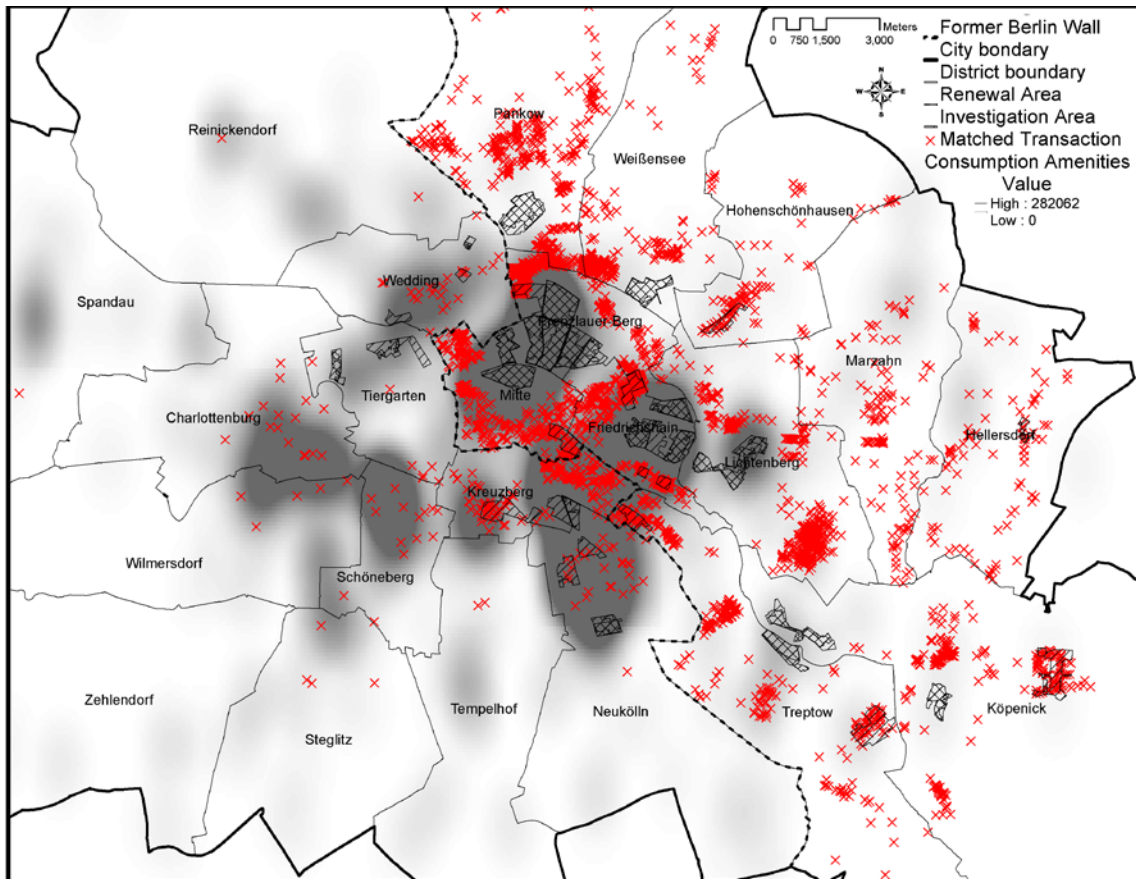 Meters
0 750 1,500 3,000
N
W E
S
Former Berlin Wall
City bondary
District boundary
Renewal Area
Investigation Area
Matched Transaction
Consumption Amenities
Value
High : 282062
Low : 0
Pankow
Reinickendorf
Weißensee
Hohenschönhausen
Wedding
Spandau
Prenzlauer-Berg
Marzahn
Tiergarten
Mitte
Charlottenburg
Friedrichshain
Hellersdorf
Lichtenberg
Kreuzberg
Wilmersdorf
Schöneberg
Zehlendorf
Tempelhof
Neukölln
Treptow
Köpenick
Steglitz